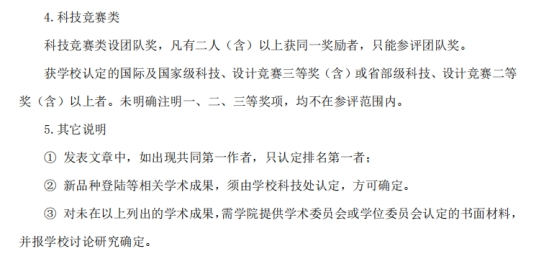 4.科技竞赛类
科技竞赛类设团队奖，凡有二人（含）以上获同一奖励者，只能参评团队奖。
获学校认定的国际及国家级科技、设计竞赛三等奖（含）或省部级科技、设计竞赛二等
奖（含）以上者。未明确注明一、二、三等奖项，均不在参评范围内。
5.其它说明
① 发表文章中，如出现共同第一作者，只认定排名第一者；
② 新品种登陆等相关学术成果，须由学校科技处认定，方可确定。
③ 对未在以上列出的学术成果,需学院提供学术委员会或学位委员会认定的书面材料，
并报学校讨论研究确定。